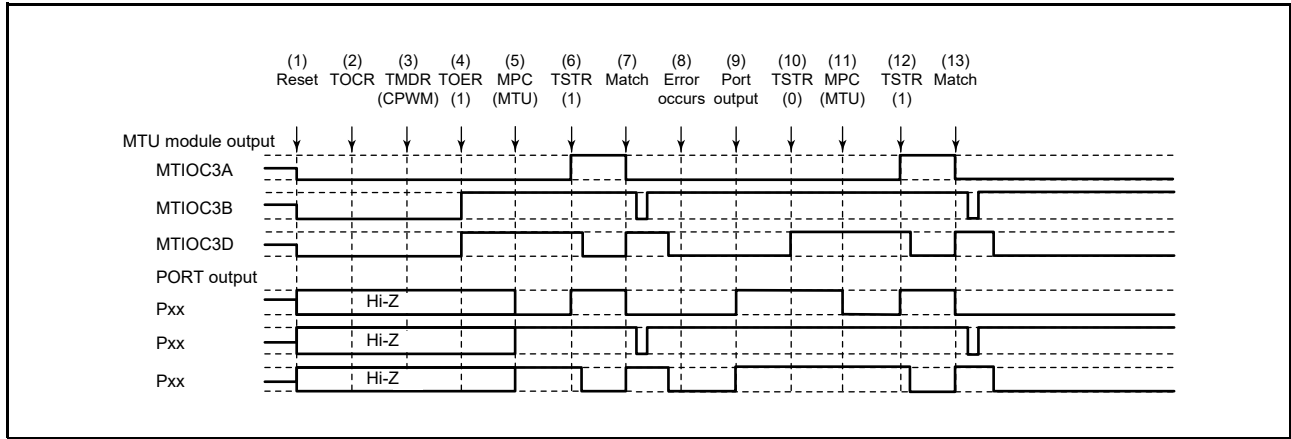 (1) (2) (3) (4) (5) (6) (7) (8) (9) (10) (11) (12) (13)
Reset TOCR TMDR TOER MPC TSTR Match Error Port TSTR MPC TSTR Match
(CPWM) (1) (MTU) (1) occurs output (0) (MTU) (1)
MTU module output
MTIOC3A
MTIOC3B
MTIOC3D
PORT output
Pxx Hi-Z
Pxx Hi-Z
Pxx Hi-Z